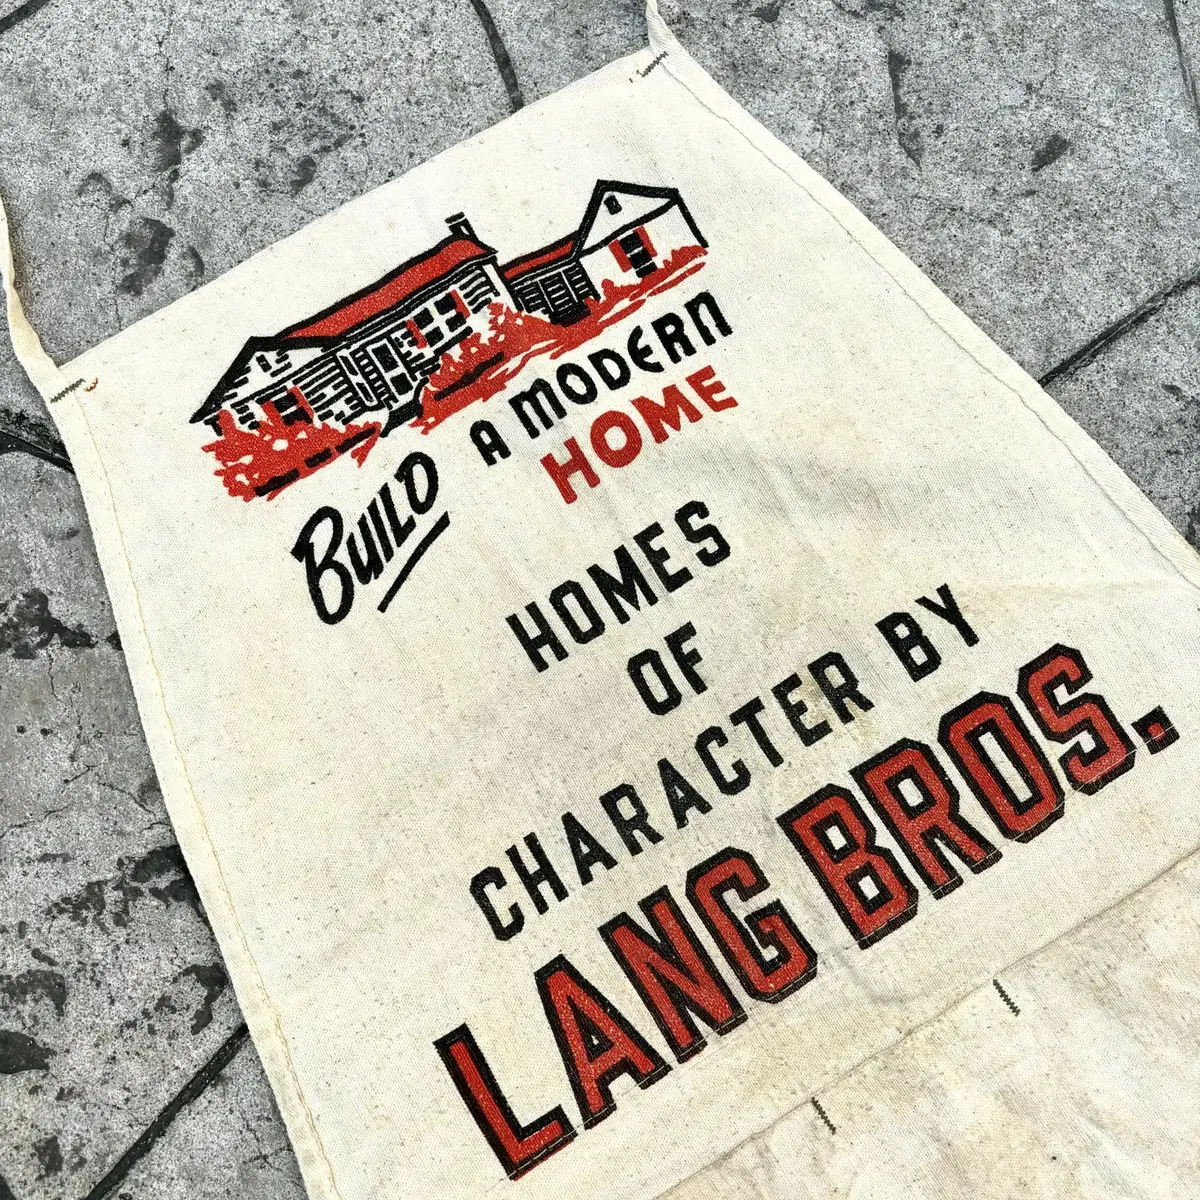 BUILD A MODERN
HOME
HOMES
OF
CHARACTER BY
LANG BROS.